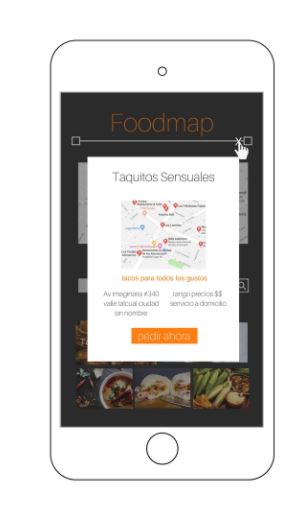 Foodmap
X
Taquitos Sensuales
tacos para todos los gustos
Av imaginaria #340
valle talcual ciudad
sin nombre
rango precios $$
servicio a domicilio
pedir ahora